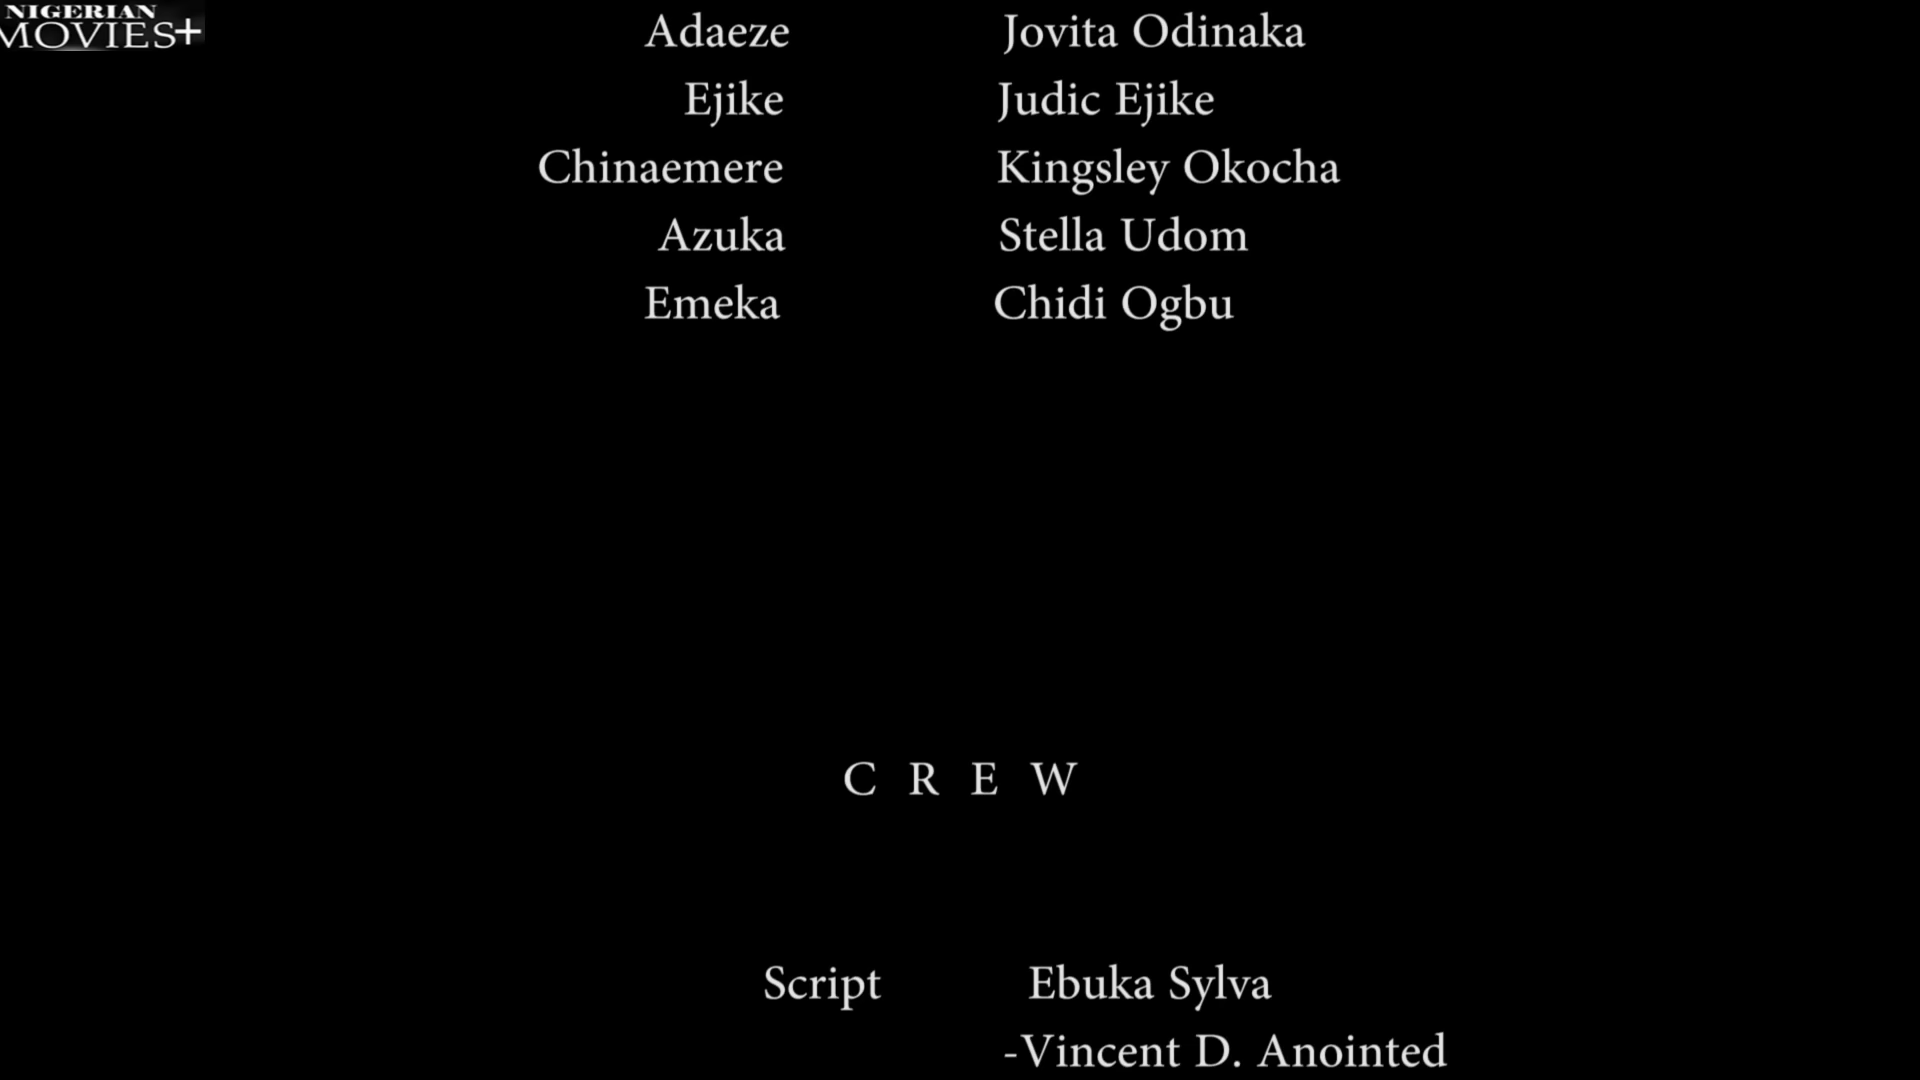 NIGERIAN
MOVIES+
Adaeze Jovita Odinaka
Ejike Judic Ejike
Chinaemere Kingsley Okocha
Azuka Stella Udom
Emeka Chidi Ogbu
C R E W
Script Ebuka Sylva
-Vincent D. Anointed